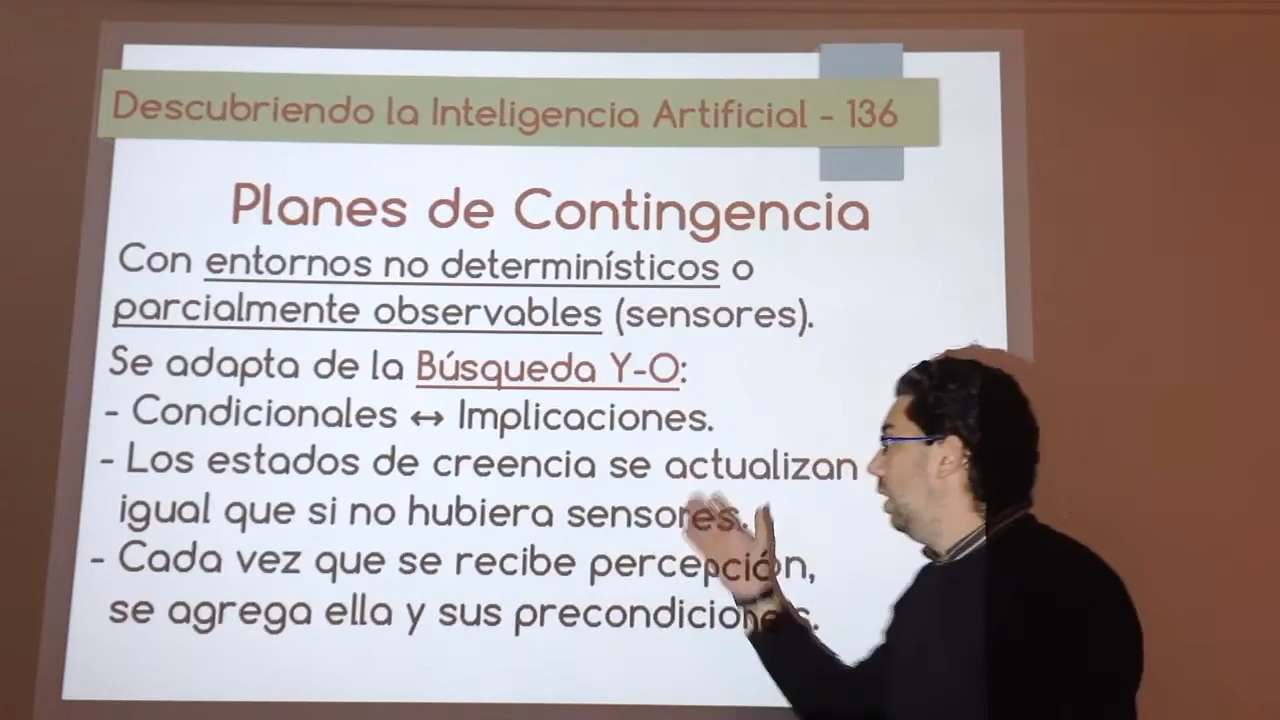 Descubriendo la Inteligencia Artificial - 136
Planes de Contingencia
Con entornos no determinísticos o
parcialmente observables (sensores).
Se adapta de la Búsqueda Y-O:
- Condicionales ↔ Implicaciones.
- Los estados de creencia se actualizan
igual que si no hubiera sensores.
- Cada vez que se recibe percepción,
se agrega ella y sus precondiciones.